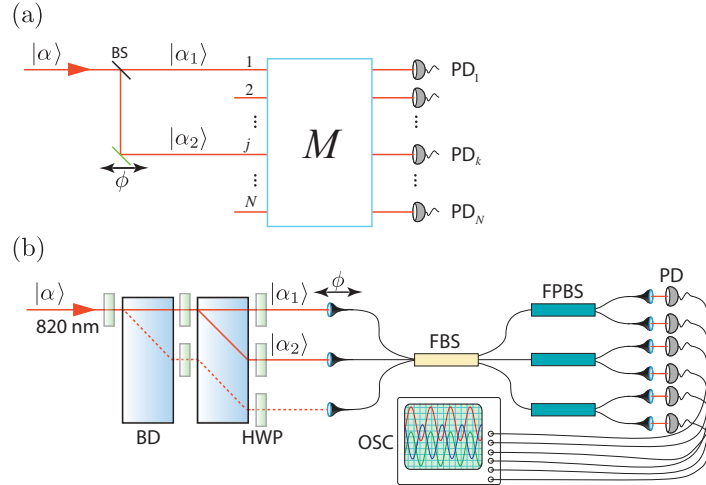 (a)
|α⟩ BS |α₁⟩ 1 PD₁
2
⋮ ⋮
|α₂⟩ j M PDₖ
ϕ
⋮ ⋮
N PD_N
(b)
|α⟩ |α₁⟩ ϕ FPBS PD
820 nm
|α₂⟩ FBS
BD HWP OSC